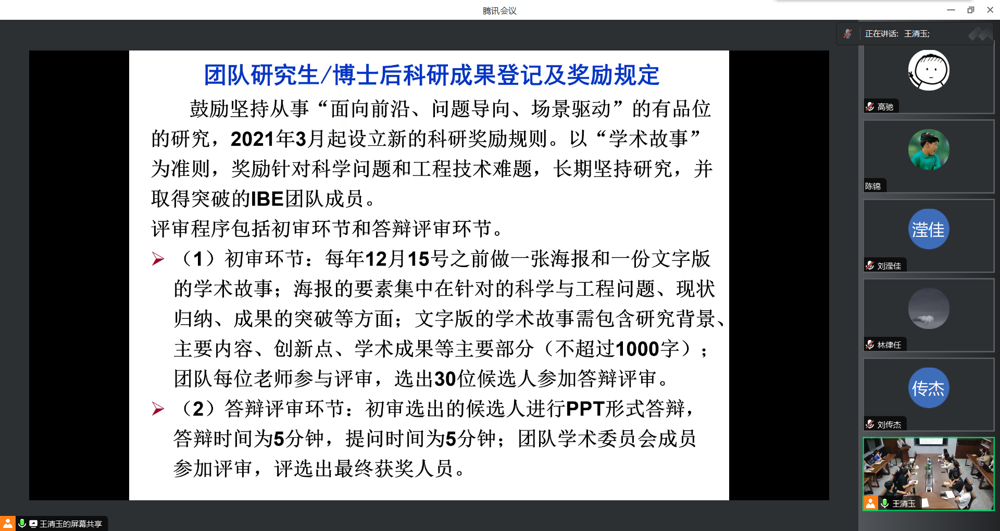 腾讯会议
正在讲话: 王清玉;
团队研究生/博士后科研成果登记及奖励规定
鼓励坚持从事“面向前沿、问题导向、场景驱动”的有品位
的研究，2021年3月起设立新的科研奖励规则。以“学术故事”
为准则，奖励针对科学问题和工程技术难题，长期坚持研究，并
取得突破的IBE团队成员。
评审程序包括初审环节和答辩评审环节。
（1）初审环节：每年12月15号之前做一张海报和一份文字版
的学术故事；海报的要素集中在针对的科学与工程问题、现状
归纳、成果的突破等方面；文字版的学术故事需包含研究背景、
主要内容、创新点、学术成果等主要部分（不超过1000字）；
团队每位老师参与评审，选出30位候选人参加答辩评审。
（2）答辩评审环节：初审选出的候选人进行PPT形式答辩，
答辩时间为5分钟，提问时间为5分钟；团队学术委员会成员
参加评审，评选出最终获奖人员。
高驰
陈锦
滢佳
刘滢佳
林律任
传杰
刘传杰
王清玉
王清玉的屏幕共享